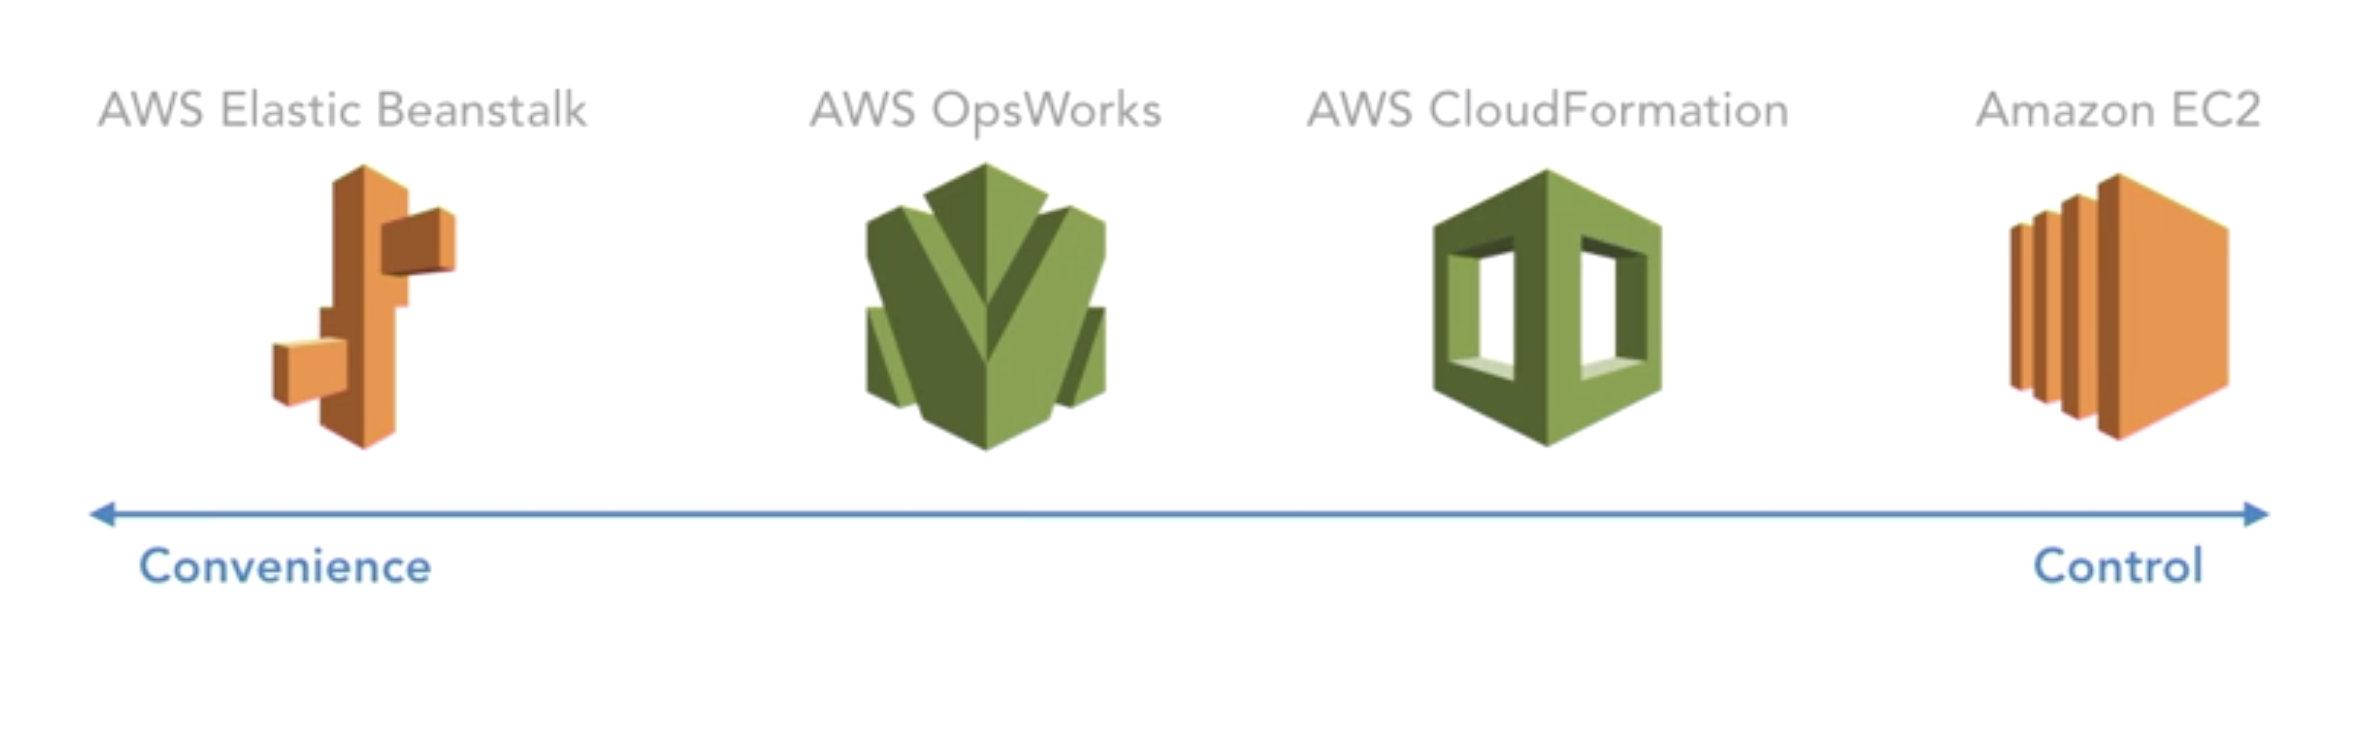 AWS Elastic Beanstalk
AWS OpsWorks
AWS CloudFormation
Amazon EC2
Convenience
Control